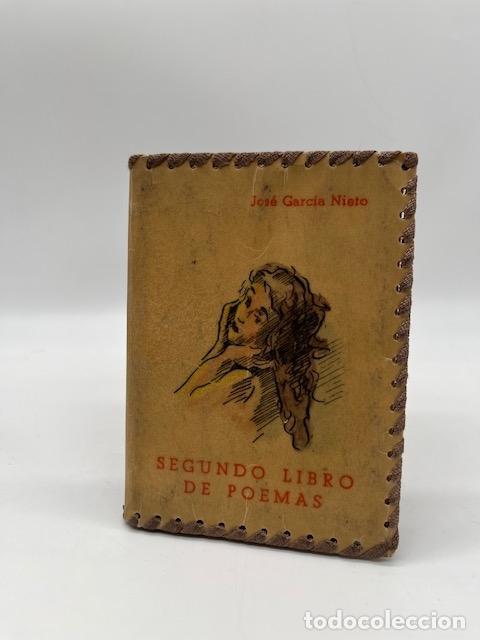 José García Nieto
SEGUNDO LIBRO
DE POEMAS
todocoleccion